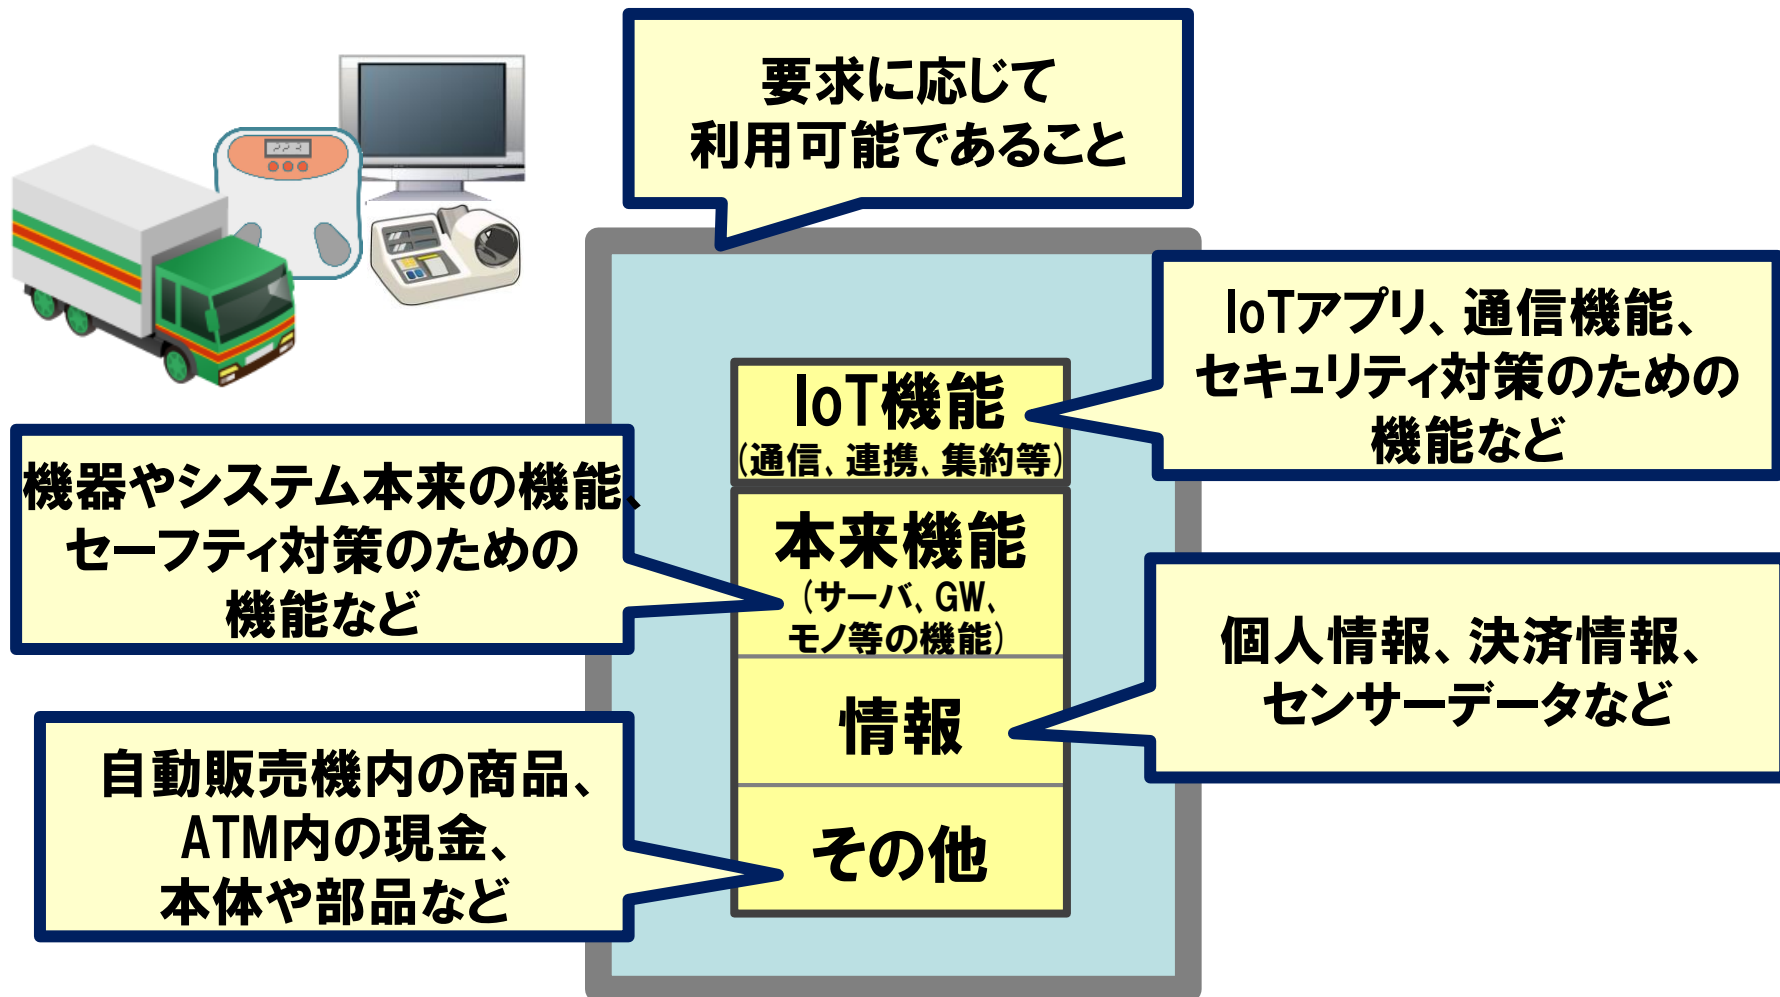 要求に応じて
利用可能であること
IoTアプリ、通信機能、
セキュリティ対策のための
機能など
IoT機能
(通信、連携、集約等)
機器やシステム本来の機能、
セーフティ対策のための
機能など
本来機能
(サーバ、GW、
モノ等の機能)
個人情報、決済情報、
センサーデータなど
情報
自動販売機内の商品、
ATM内の現金、
本体や部品など
その他